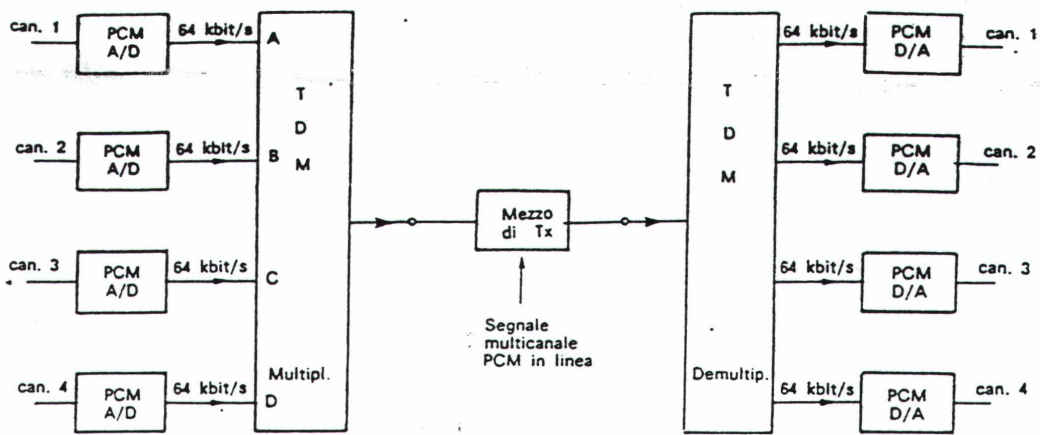 can. 1
PCM
A/D
64 kbit/s
A
can. 2
PCM
A/D
64 kbit/s
B
can. 3
PCM
A/D
64 kbit/s
C
can. 4
PCM
A/D
64 kbit/s
D
T
D
M
Multipl.
Mezzo
di Tx
Segnale
multicanale
PCM in linea
T
D
M
Demultip.
64 kbit/s
PCM
D/A
can. 1
64 kbit/s
PCM
D/A
can. 2
64 kbit/s
PCM
D/A
can. 3
64 kbit/s
PCM
D/A
can. 4